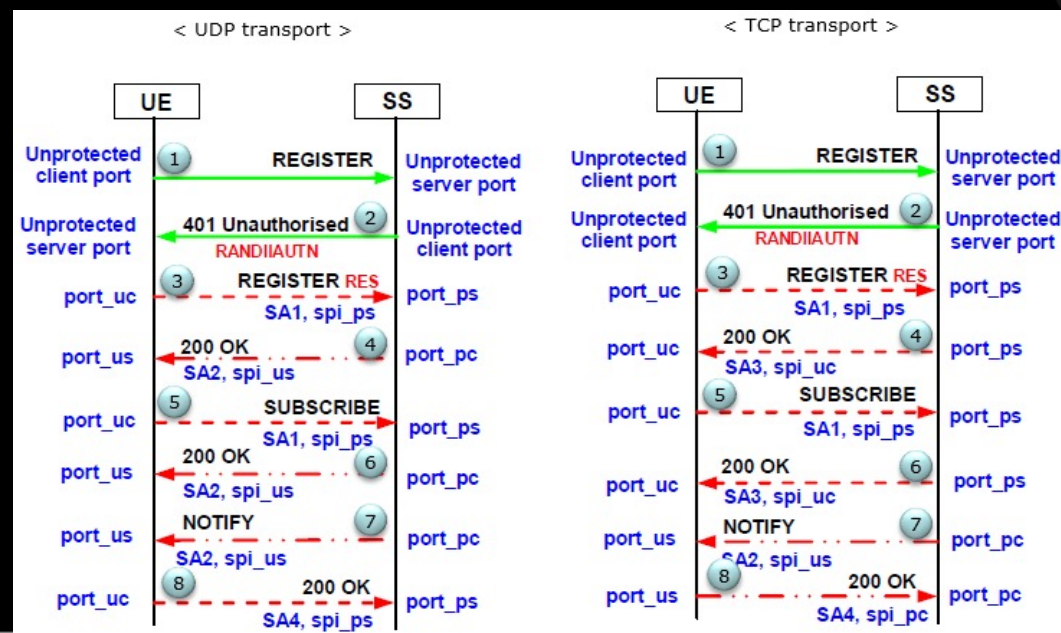 < UDP transport >
UE
SS
Unprotected
client port
1
REGISTER
Unprotected
server port
Unprotected
server port
401 Unauthorised
2
RANDIIAUTN
Unprotected
client port
port_uc
3
REGISTER RES
SA1, spi_ps
port_ps
port_us
200 OK
4
SA2, spi_us
port_pc
port_uc
5
SUBSCRIBE
SA1, spi_ps
port_ps
port_us
200 OK
6
SA2, spi_us
port_pc
port_us
NOTIFY
7
SA2, spi_us
port_pc
port_uc
8
200 OK
SA4, spi_ps
port_ps
< TCP transport >
UE
SS
Unprotected
client port
1
REGISTER
Unprotected
server port
Unprotected
client port
401 Unauthorised
2
RANDIIAUTN
Unprotected
server port
port_uc
3
REGISTER RES
SA1, spi_ps
port_ps
port_uc
200 OK
4
SA3, spi_uc
port_ps
port_uc
5
SUBSCRIBE
SA1, spi_ps
port_ps
port_uc
200 OK
6
SA3, spi_uc
port_ps
port_us
NOTIFY
7
SA2, spi_us
port_pc
port_us
8
200 OK
SA4, spi_pc
port_pc